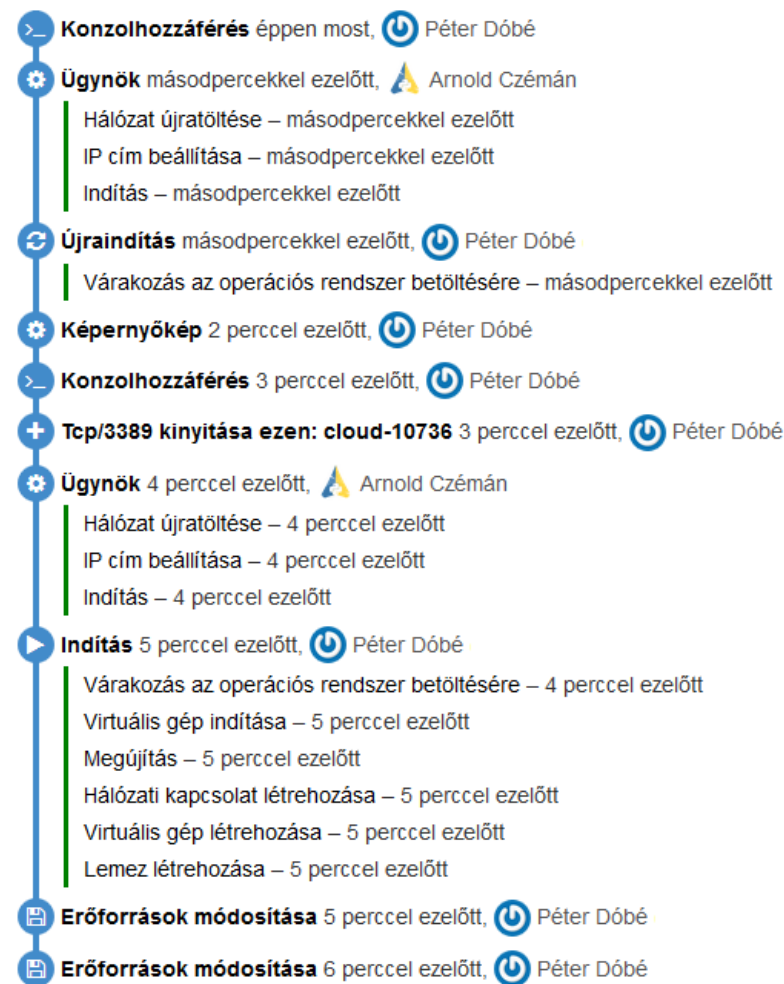 Konzolhozzáférés éppen most, Péter Dóbé
Ügynök másodpercekkel ezelőtt, Arnold Czémán
Hálózat újratöltése – másodpercekkel ezelőtt
IP cím beállítása – másodpercekkel ezelőtt
Indítás – másodpercekkel ezelőtt
Újraindítás másodpercekkel ezelőtt, Péter Dóbé
Várakozás az operációs rendszer betöltésére – másodpercekkel ezelőtt
Képernyőkép 2 perccel ezelőtt, Péter Dóbé
Konzolhozzáférés 3 perccel ezelőtt, Péter Dóbé
Tcp/3389 kinyitása ezen: cloud-10736 3 perccel ezelőtt, Péter Dóbé
Ügynök 4 perccel ezelőtt, Arnold Czémán
Hálózat újratöltése – 4 perccel ezelőtt
IP cím beállítása – 4 perccel ezelőtt
Indítás – 4 perccel ezelőtt
Indítás 5 perccel ezelőtt, Péter Dóbé
Várakozás az operációs rendszer betöltésére – 4 perccel ezelőtt
Virtuális gép indítása – 5 perccel ezelőtt
Megújítás – 5 perccel ezelőtt
Hálózati kapcsolat létrehozása – 5 perccel ezelőtt
Virtuális gép létrehozása – 5 perccel ezelőtt
Lemez létrehozása – 5 perccel ezelőtt
Erőforrások módosítása 5 perccel ezelőtt, Péter Dóbé
Erőforrások módosítása 6 perccel ezelőtt, Péter Dóbé